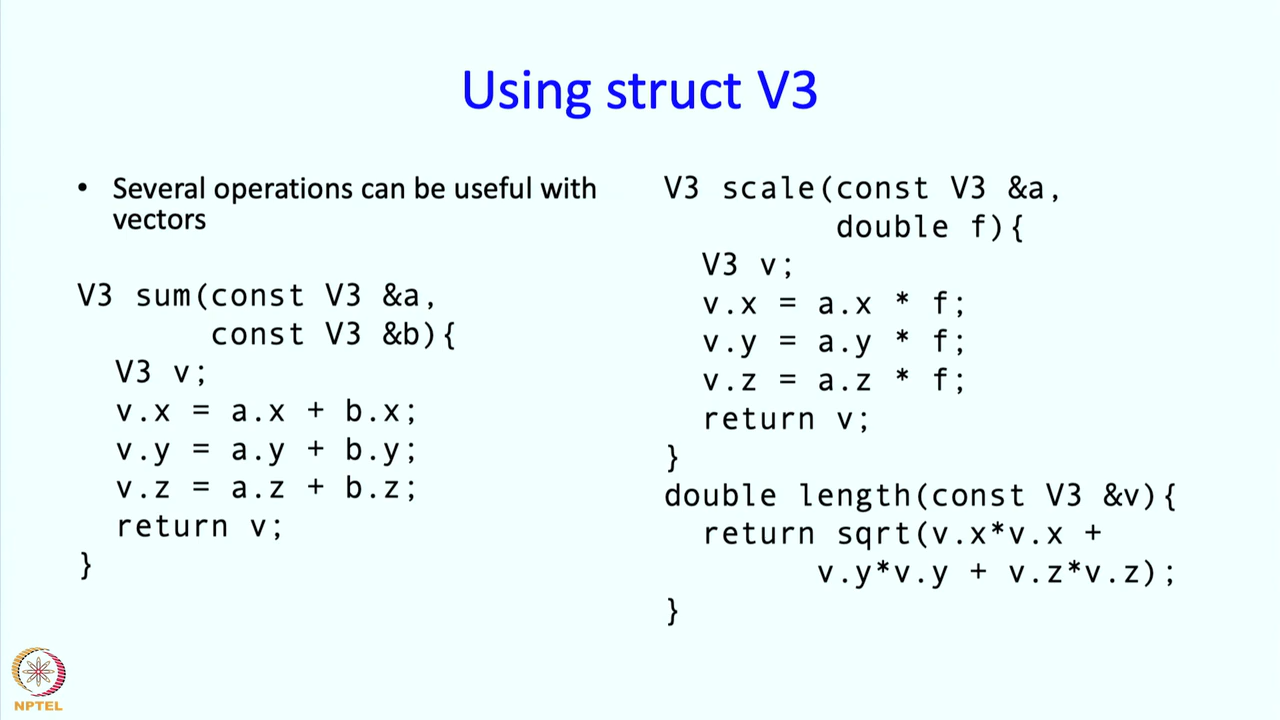 Using struct V3
• Several operations can be useful with
vectors
V3 sum(const V3 &a,
const V3 &b){
V3 v;
v.x = a.x + b.x;
v.y = a.y + b.y;
v.z = a.z + b.z;
return v;
}
V3 scale(const V3 &a,
double f){
V3 v;
v.x = a.x * f;
v.y = a.y * f;
v.z = a.z * f;
return v;
}
double length(const V3 &v){
return sqrt(v.x*v.x +
v.y*v.y + v.z*v.z);
}
NPTEL